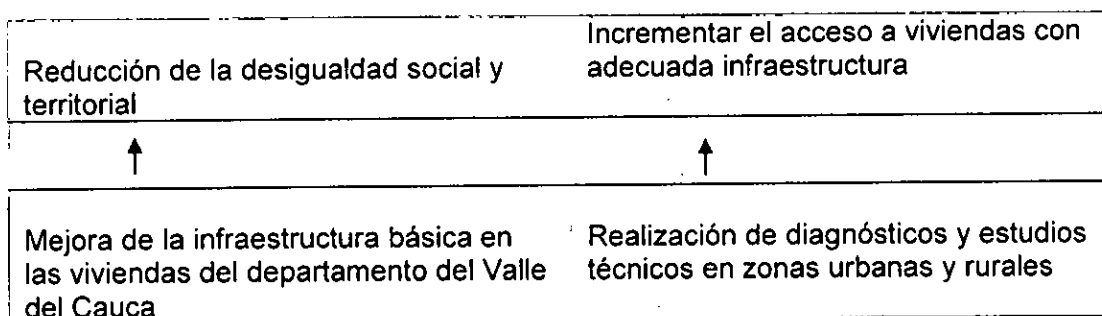 Reducción de la desigualdad social y
territorial
Incrementar el acceso a viviendas con
adecuada infraestructura
Mejora de la infraestructura básica en
las viviendas del departamento del Valle
del Cauca
Realización de diagnósticos y estudios
técnicos en zonas urbanas y rurales